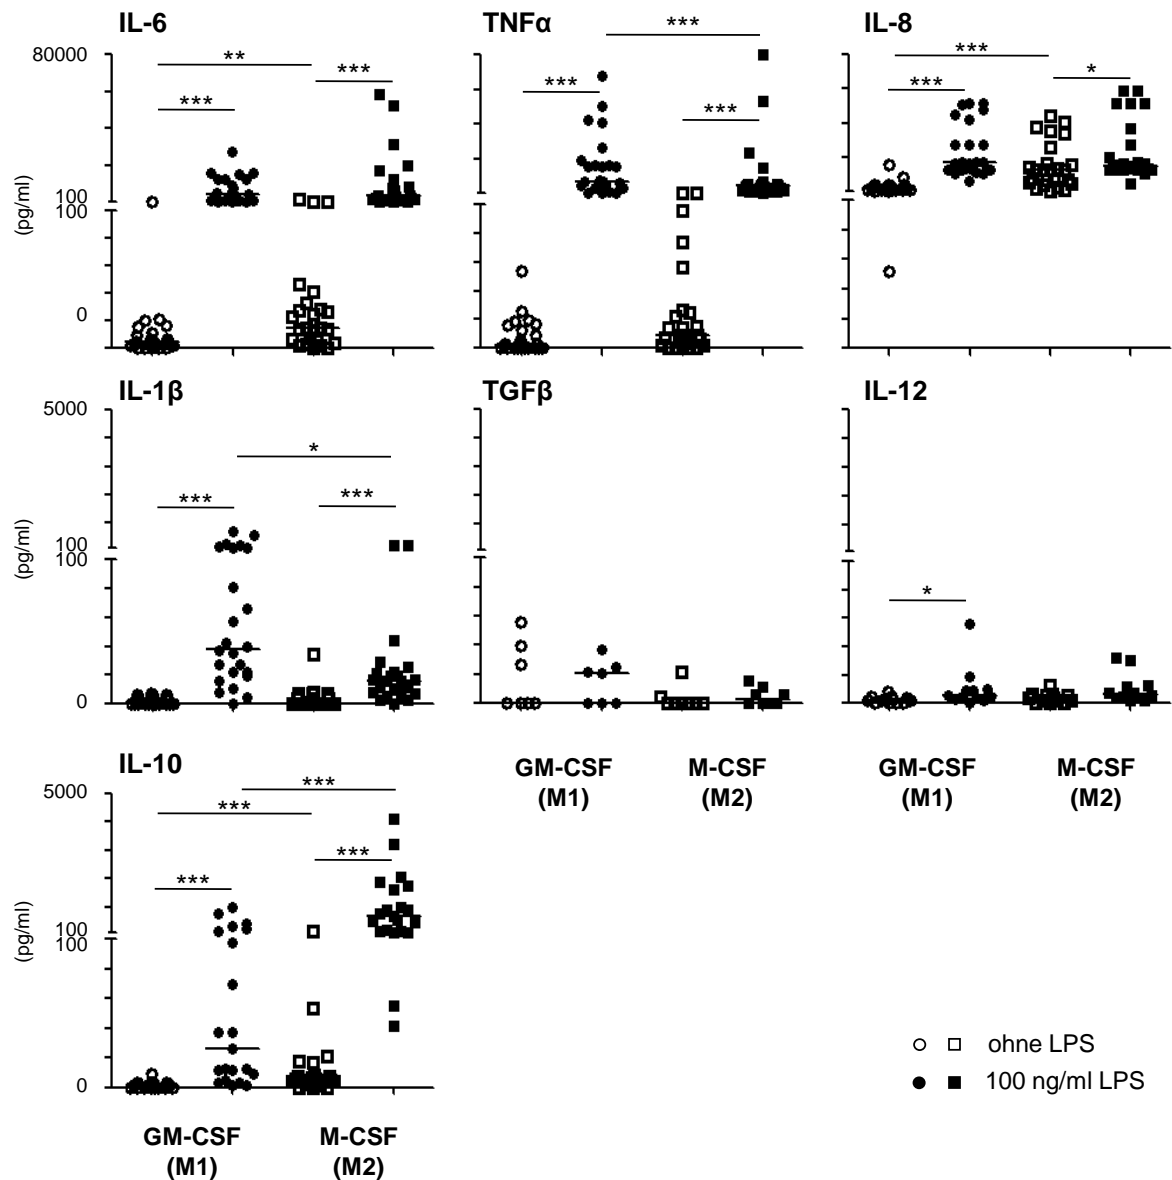 IL-6
TNFα
IL-8
80000
**
***
***
***
***
***
***
*
***
100
100
0
(pg/ml)
IL-1β
TGFβ
IL-12
5000
*
***
***
*
100
100
0
(pg/ml)
GM-CSF
(M1)
M-CSF
(M2)
GM-CSF
(M1)
M-CSF
(M2)
IL-10
5000
***
***
***
***
100
100
0
(pg/ml)
GM-CSF
(M1)
M-CSF
(M2)
ohne LPS
100 ng/ml LPS